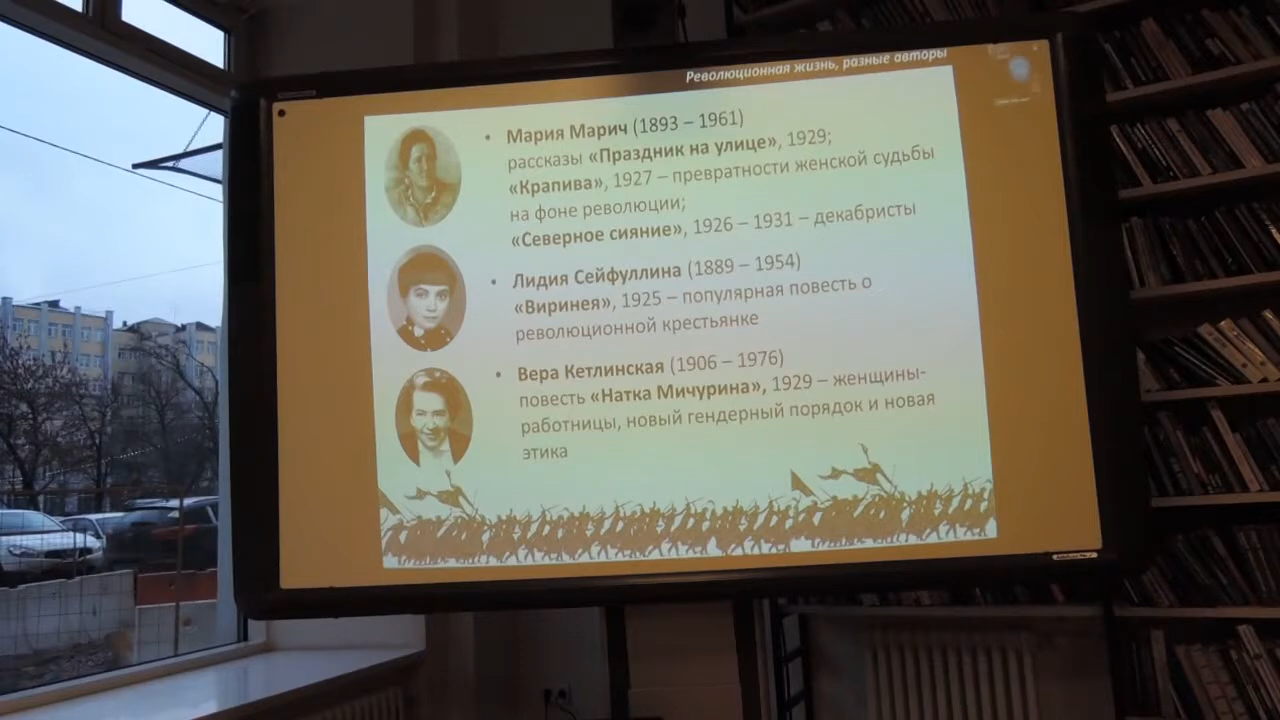 Революционная жизнь, разные авторы
• Мария Марич (1893 – 1961)
рассказы «Праздник на улице», 1929;
«Крапива», 1927 – превратности женской судьбы
на фоне революции;
«Северное сияние», 1926 – 1931 – декабристы
• Лидия Сейфуллина (1889 – 1954)
«Виринея», 1925 – популярная повесть о
революционной крестьянке
• Вера Кетлинская (1906 – 1976)
повесть «Натка Мичурина», 1929 – женщины-
работницы, новый гендерный порядок и новая
этика